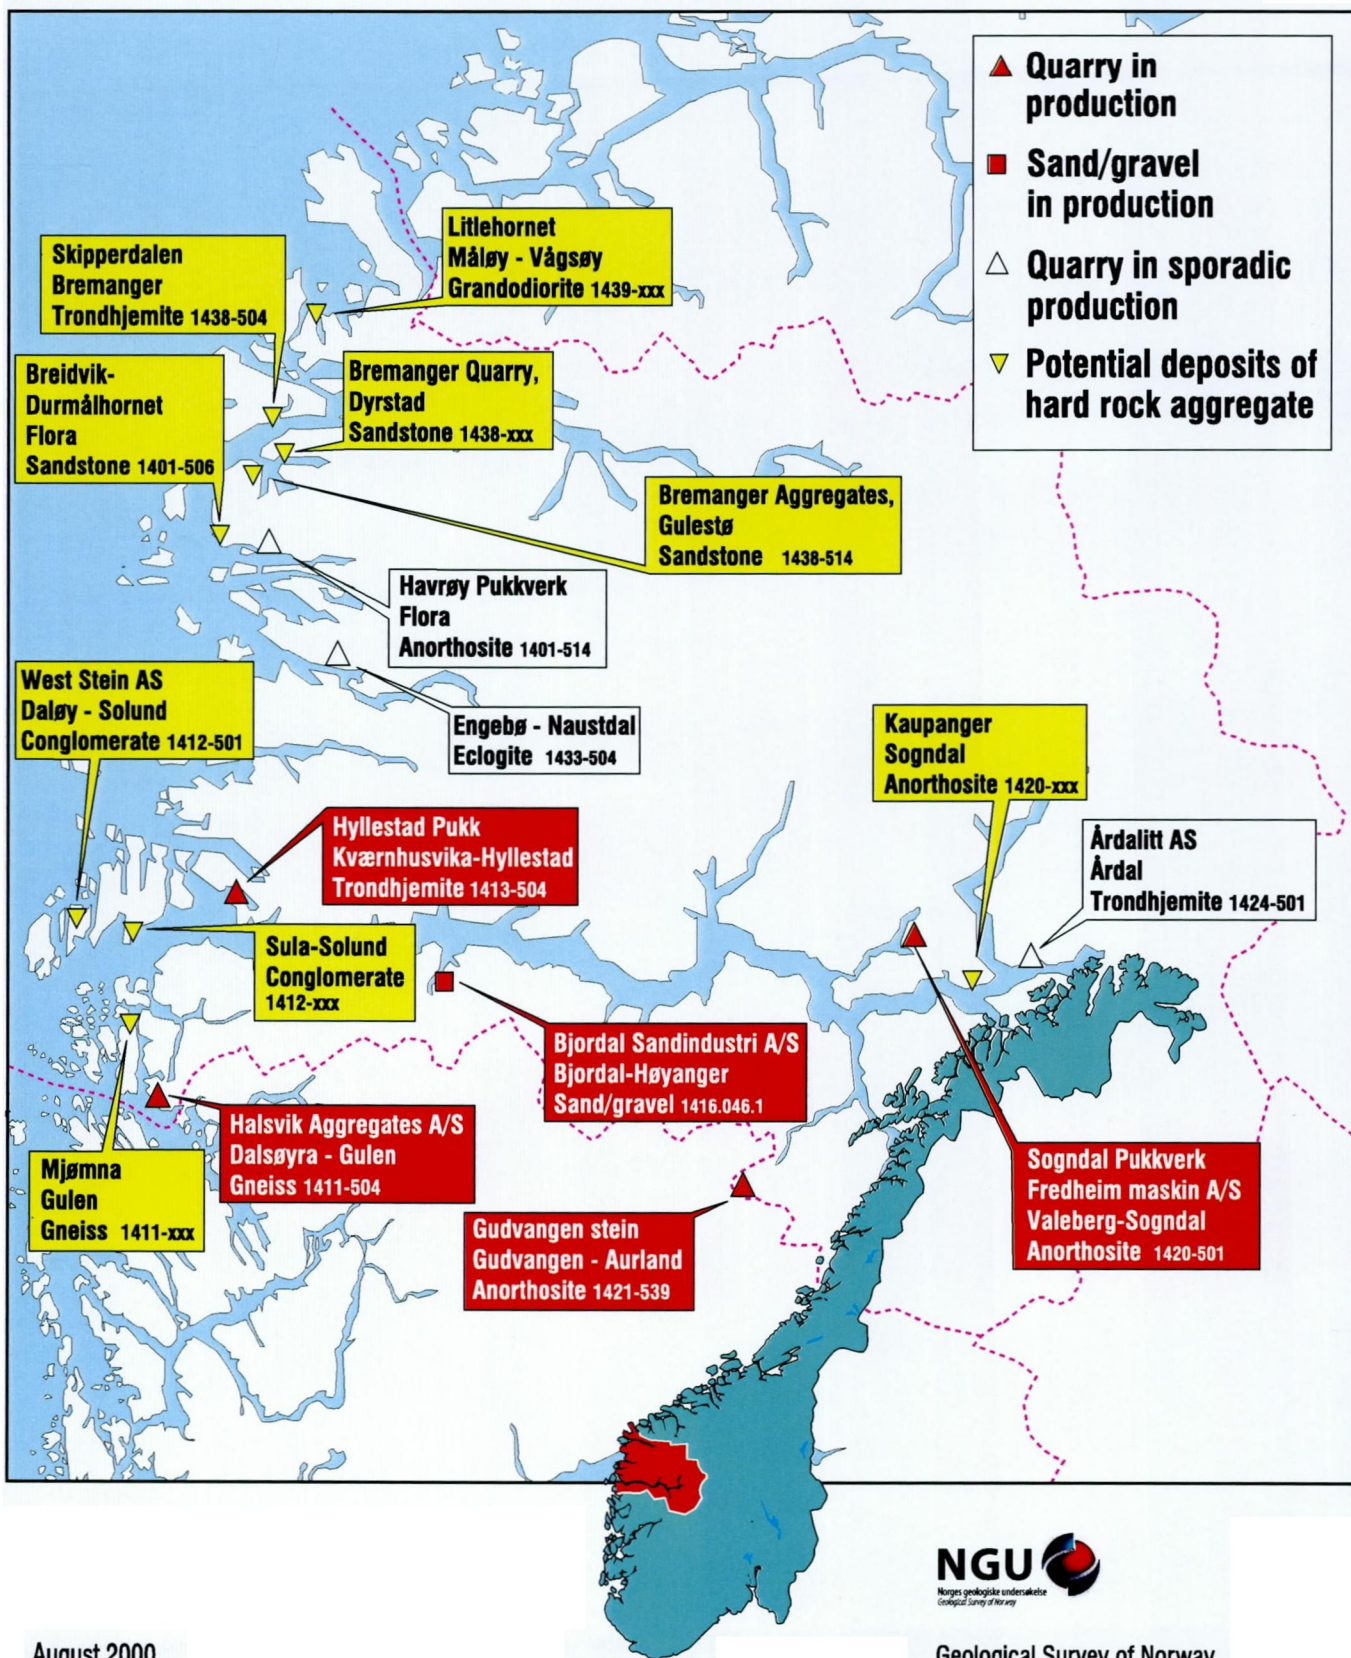 Quarry in
production
Sand/gravel
in production
Quarry in sporadic
production
Potential deposits of
hard rock aggregate
Litlehornet
Måløy - Vågsøy
Grandodiorite 1439-xxx
Skipperdalen
Bremanger
Trondhjemite 1438-504
Breidvik-
Durmålhornet
Flora
Sandstone 1401-506
Bremanger Quarry,
Dyrstad
Sandstone 1438-xxx
Bremanger Aggregates,
Gulestø
Sandstone 1438-514
Havrøy Pukkverk
Flora
Anorthosite 1401-514
West Stein AS
Daløy - Solund
Conglomerate 1412-501
Engebø - Naustdal
Eclogite 1433-504
Kaupanger
Sogndal
Anorthosite 1420-xxx
Hyllestad Pukk
Kværnhusvika-Hyllestad
Trondhjemite 1413-504
Årdalitt AS
Årdal
Trondhjemite 1424-501
Sula-Solund
Conglomerate
1412-xxx
Bjordal Sandindustri A/S
Bjordal-Høyanger
Sand/gravel 1416.046.1
Halsvik Aggregates A/S
Dalsøyra - Gulen
Gneiss 1411-504
Mjømna
Gulen
Gneiss 1411-xxx
Sogndal Pukkverk
Fredheim maskin A/S
Valeberg-Sogndal
Anorthosite 1420-501
Gudvangen stein
Gudvangen - Aurland
Anorthosite 1421-539
NGU
Norges geologiske undersøkelse
Geological Survey of Norway
August 2000
Geological Survey of Norway